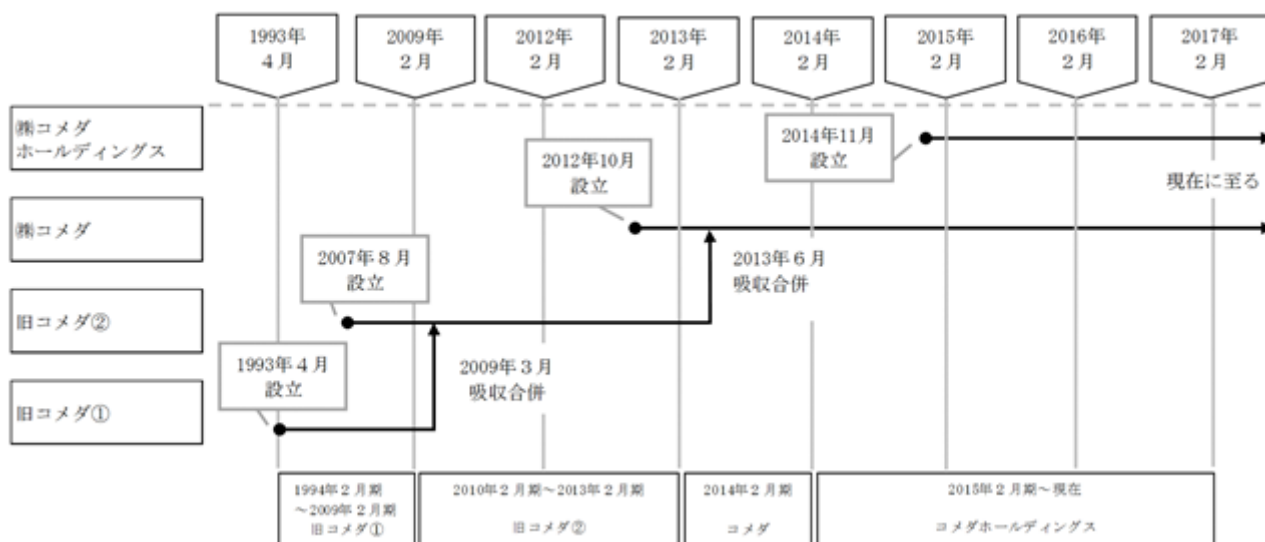 1993年
4月
2009年
2月
2012年
2月
2013年
2月
2014年
2月
2015年
2月
2016年
2月
2017年
2月
㈱コメダ
ホールディングス
2014年11月
設立
現在に至る
2012年10月
設立
㈱コメダ
2013年6月
吸収合併
2007年8月
設立
旧コメダ②
2009年3月
吸収合併
1993年4月
設立
旧コメダ①
1994年2月期
～2009年2月期
旧コメダ①
2010年2月期～2013年2月期
旧コメダ②
2014年2月期
コメダ
2015年2月期～現在
コメダホールディングス